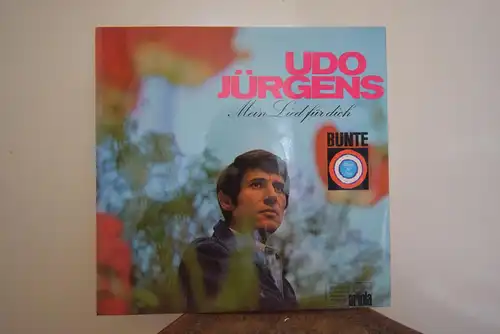 UDO
JÜRGENS
Mein Lied für dich
BUNTE
ariola